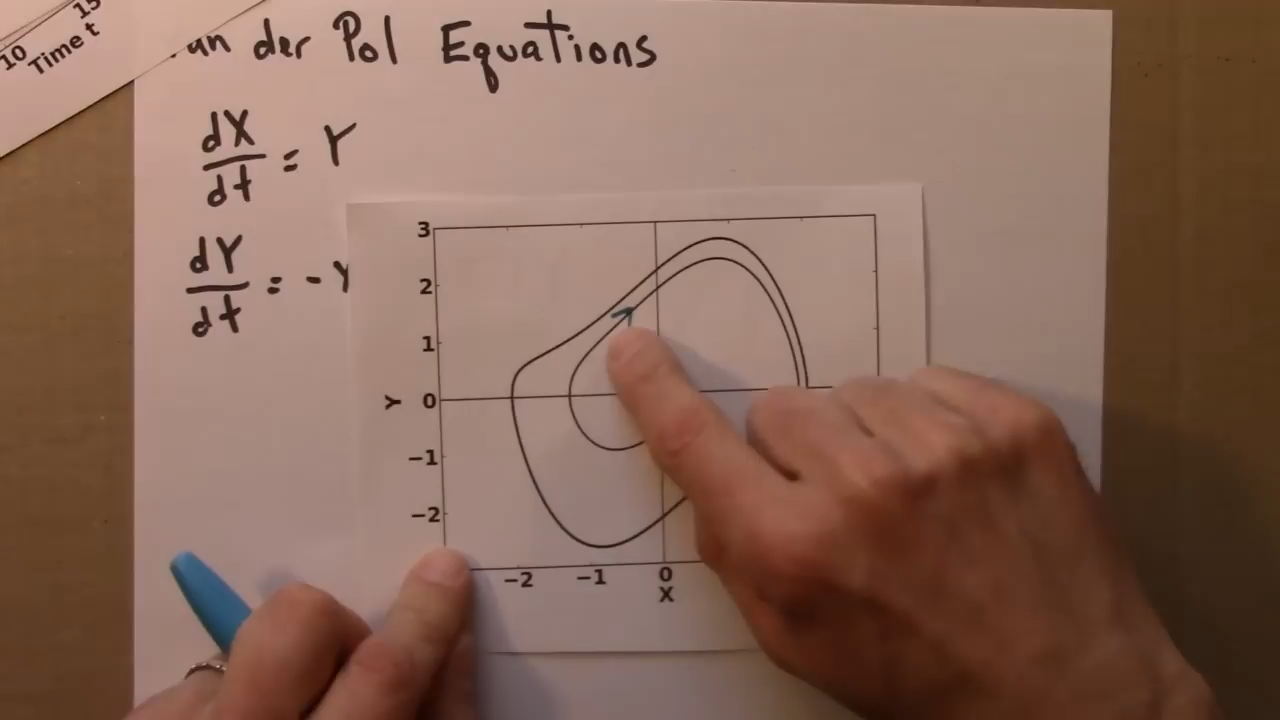 15
10
Time t
an der Pol Equations
dX/dt = Y
dY/dt = -
3
2
1
Y 0
-1
-2
-2 -1 0
X